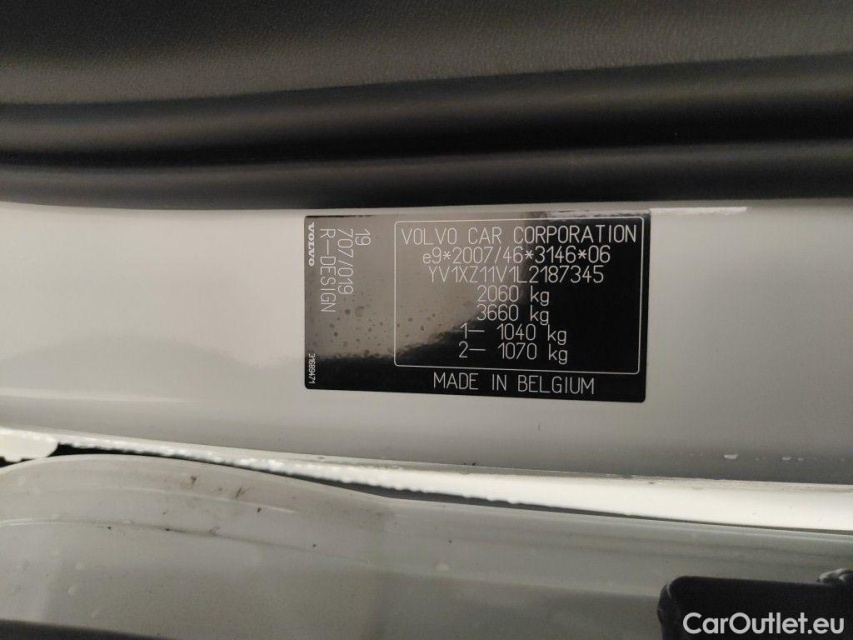 VOLVO
19
707/019
R-DESIGN
31689471
VOLVO CAR CORPORATION
e9*2007/46*3146*06
YV1XZ11V1L2187345
2060 kg
3660 kg
1- 1040 kg
2- 1070 kg
MADE IN BELGIUM
CarOutlet.eu